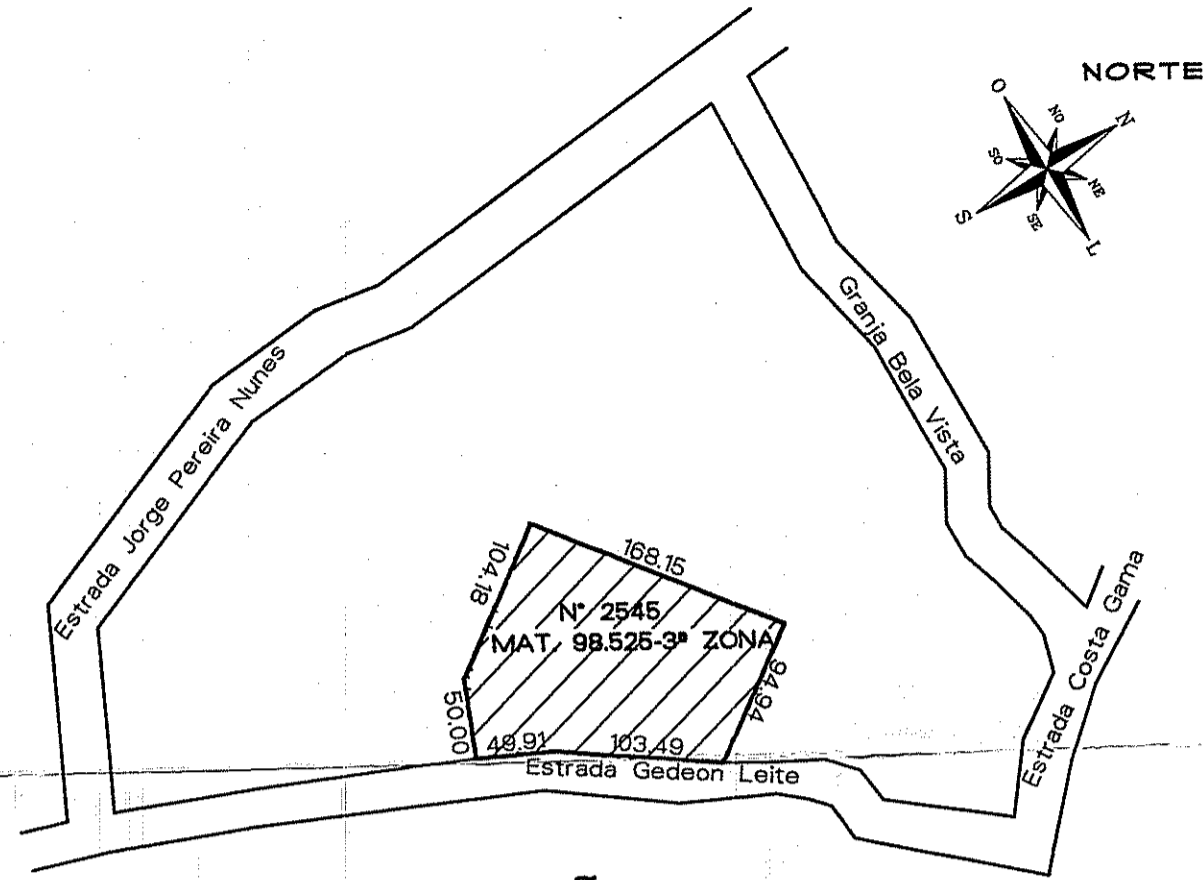 NORTE
O
NO
N
SO
NE
S
SE
L
Granja Bela Vista
Estrada Jorge Pereira Nunes
168.15
104.18
N° 2545
MAT. 98.525-3ª ZONA
94.94
50.00
49.91
103.49
Estrada Gedeon Leite
Estrada Costa Gama